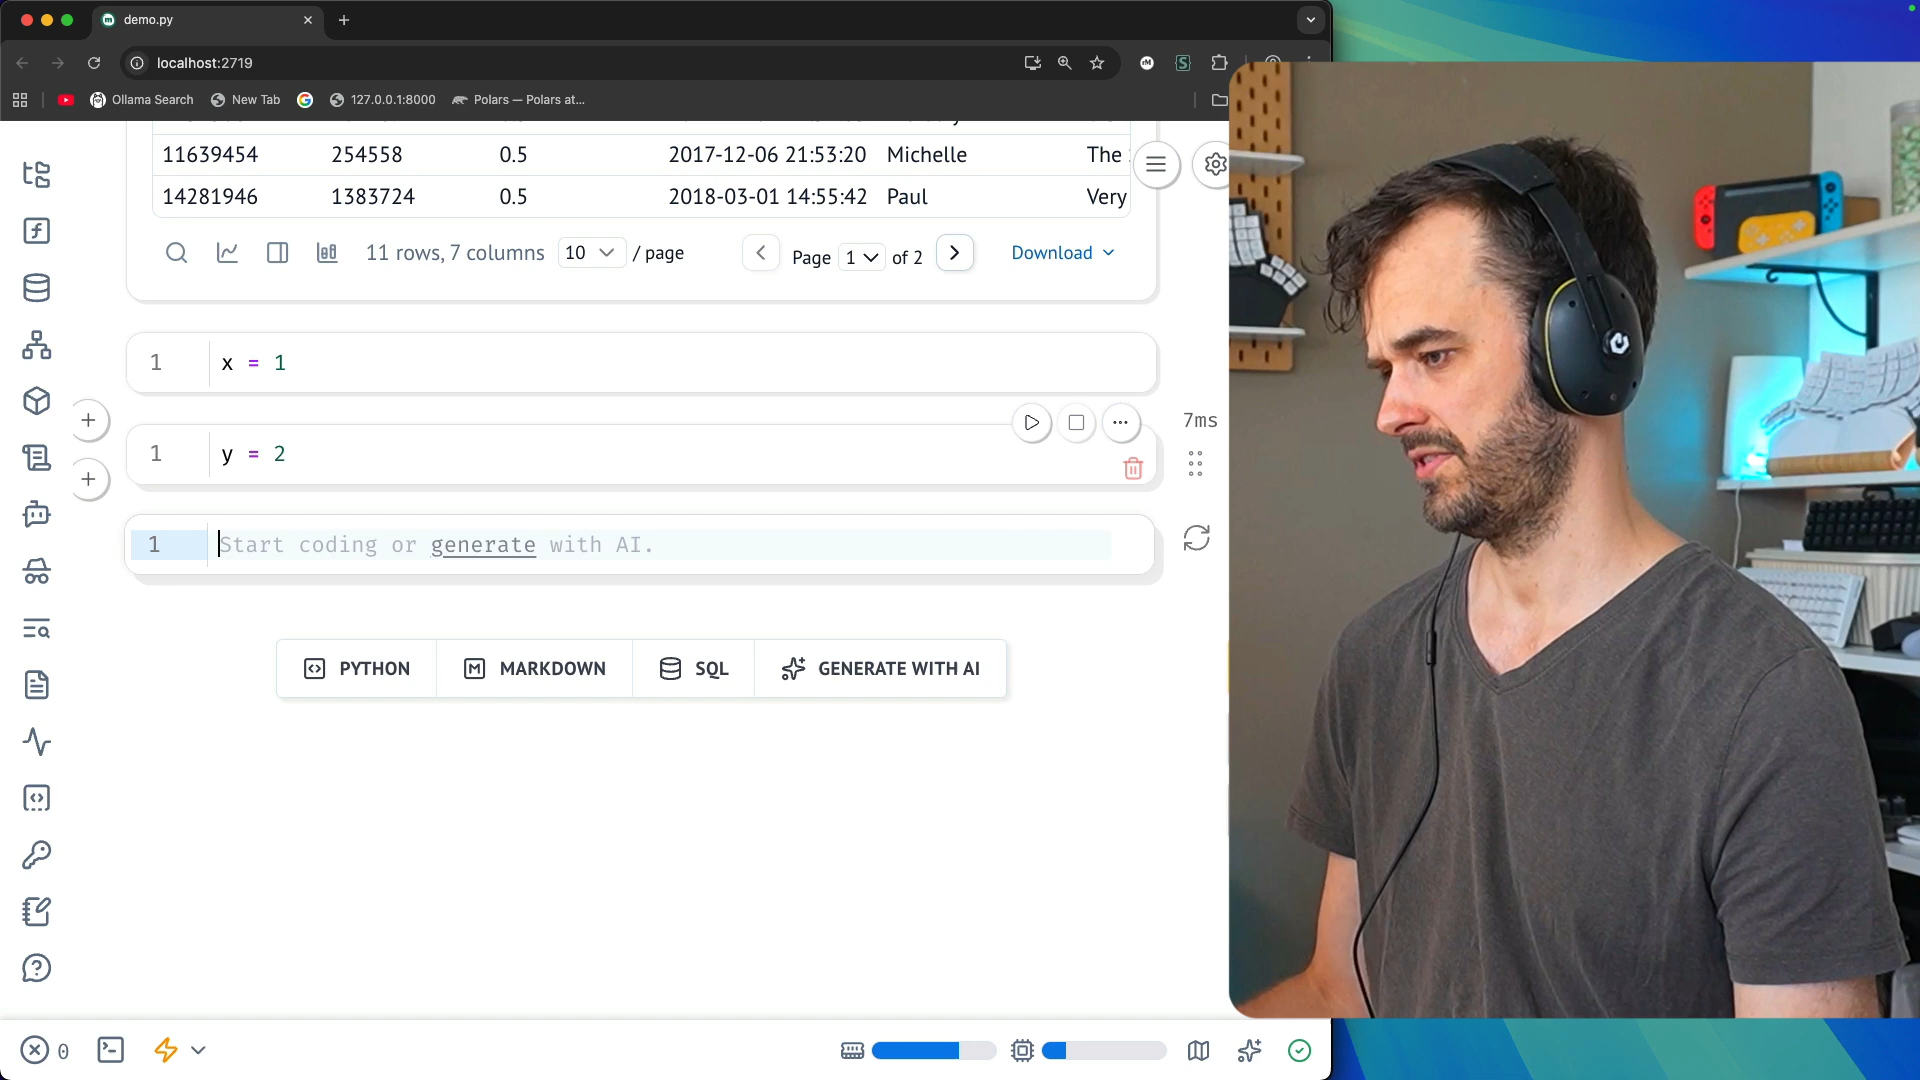 demo.py
localhost:2719
Ollama Search
New Tab
127.0.0.1:8000
Polars — Polars at...
11639454 254558 0.5 2017-12-06 21:53:20 Michelle The
14281946 1383724 0.5 2018-03-01 14:55:42 Paul Very
11 rows, 7 columns 10 / page Page 1 of 2 Download
1 x = 1
7ms
1 y = 2
1 Start coding or generate with AI.
PYTHON MARKDOWN SQL GENERATE WITH AI
0